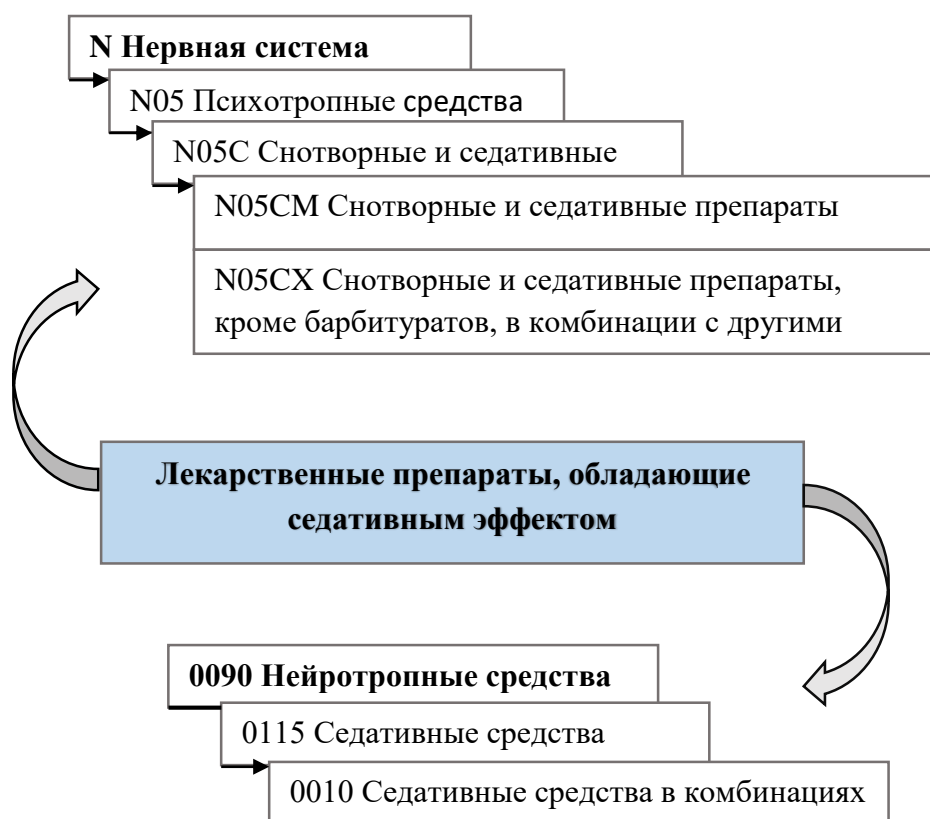 N Нервная система
N05 Психотропные средства
N05C Снотворные и седативные
N05CM Снотворные и седативные препараты
N05CX Снотворные и седативные препараты,
кроме барбитуратов, в комбинации с другими
Лекарственные препараты, обладающие
седативным эффектом
0090 Нейротропные средства
0115 Седативные средства
0010 Седативные средства в комбинациях